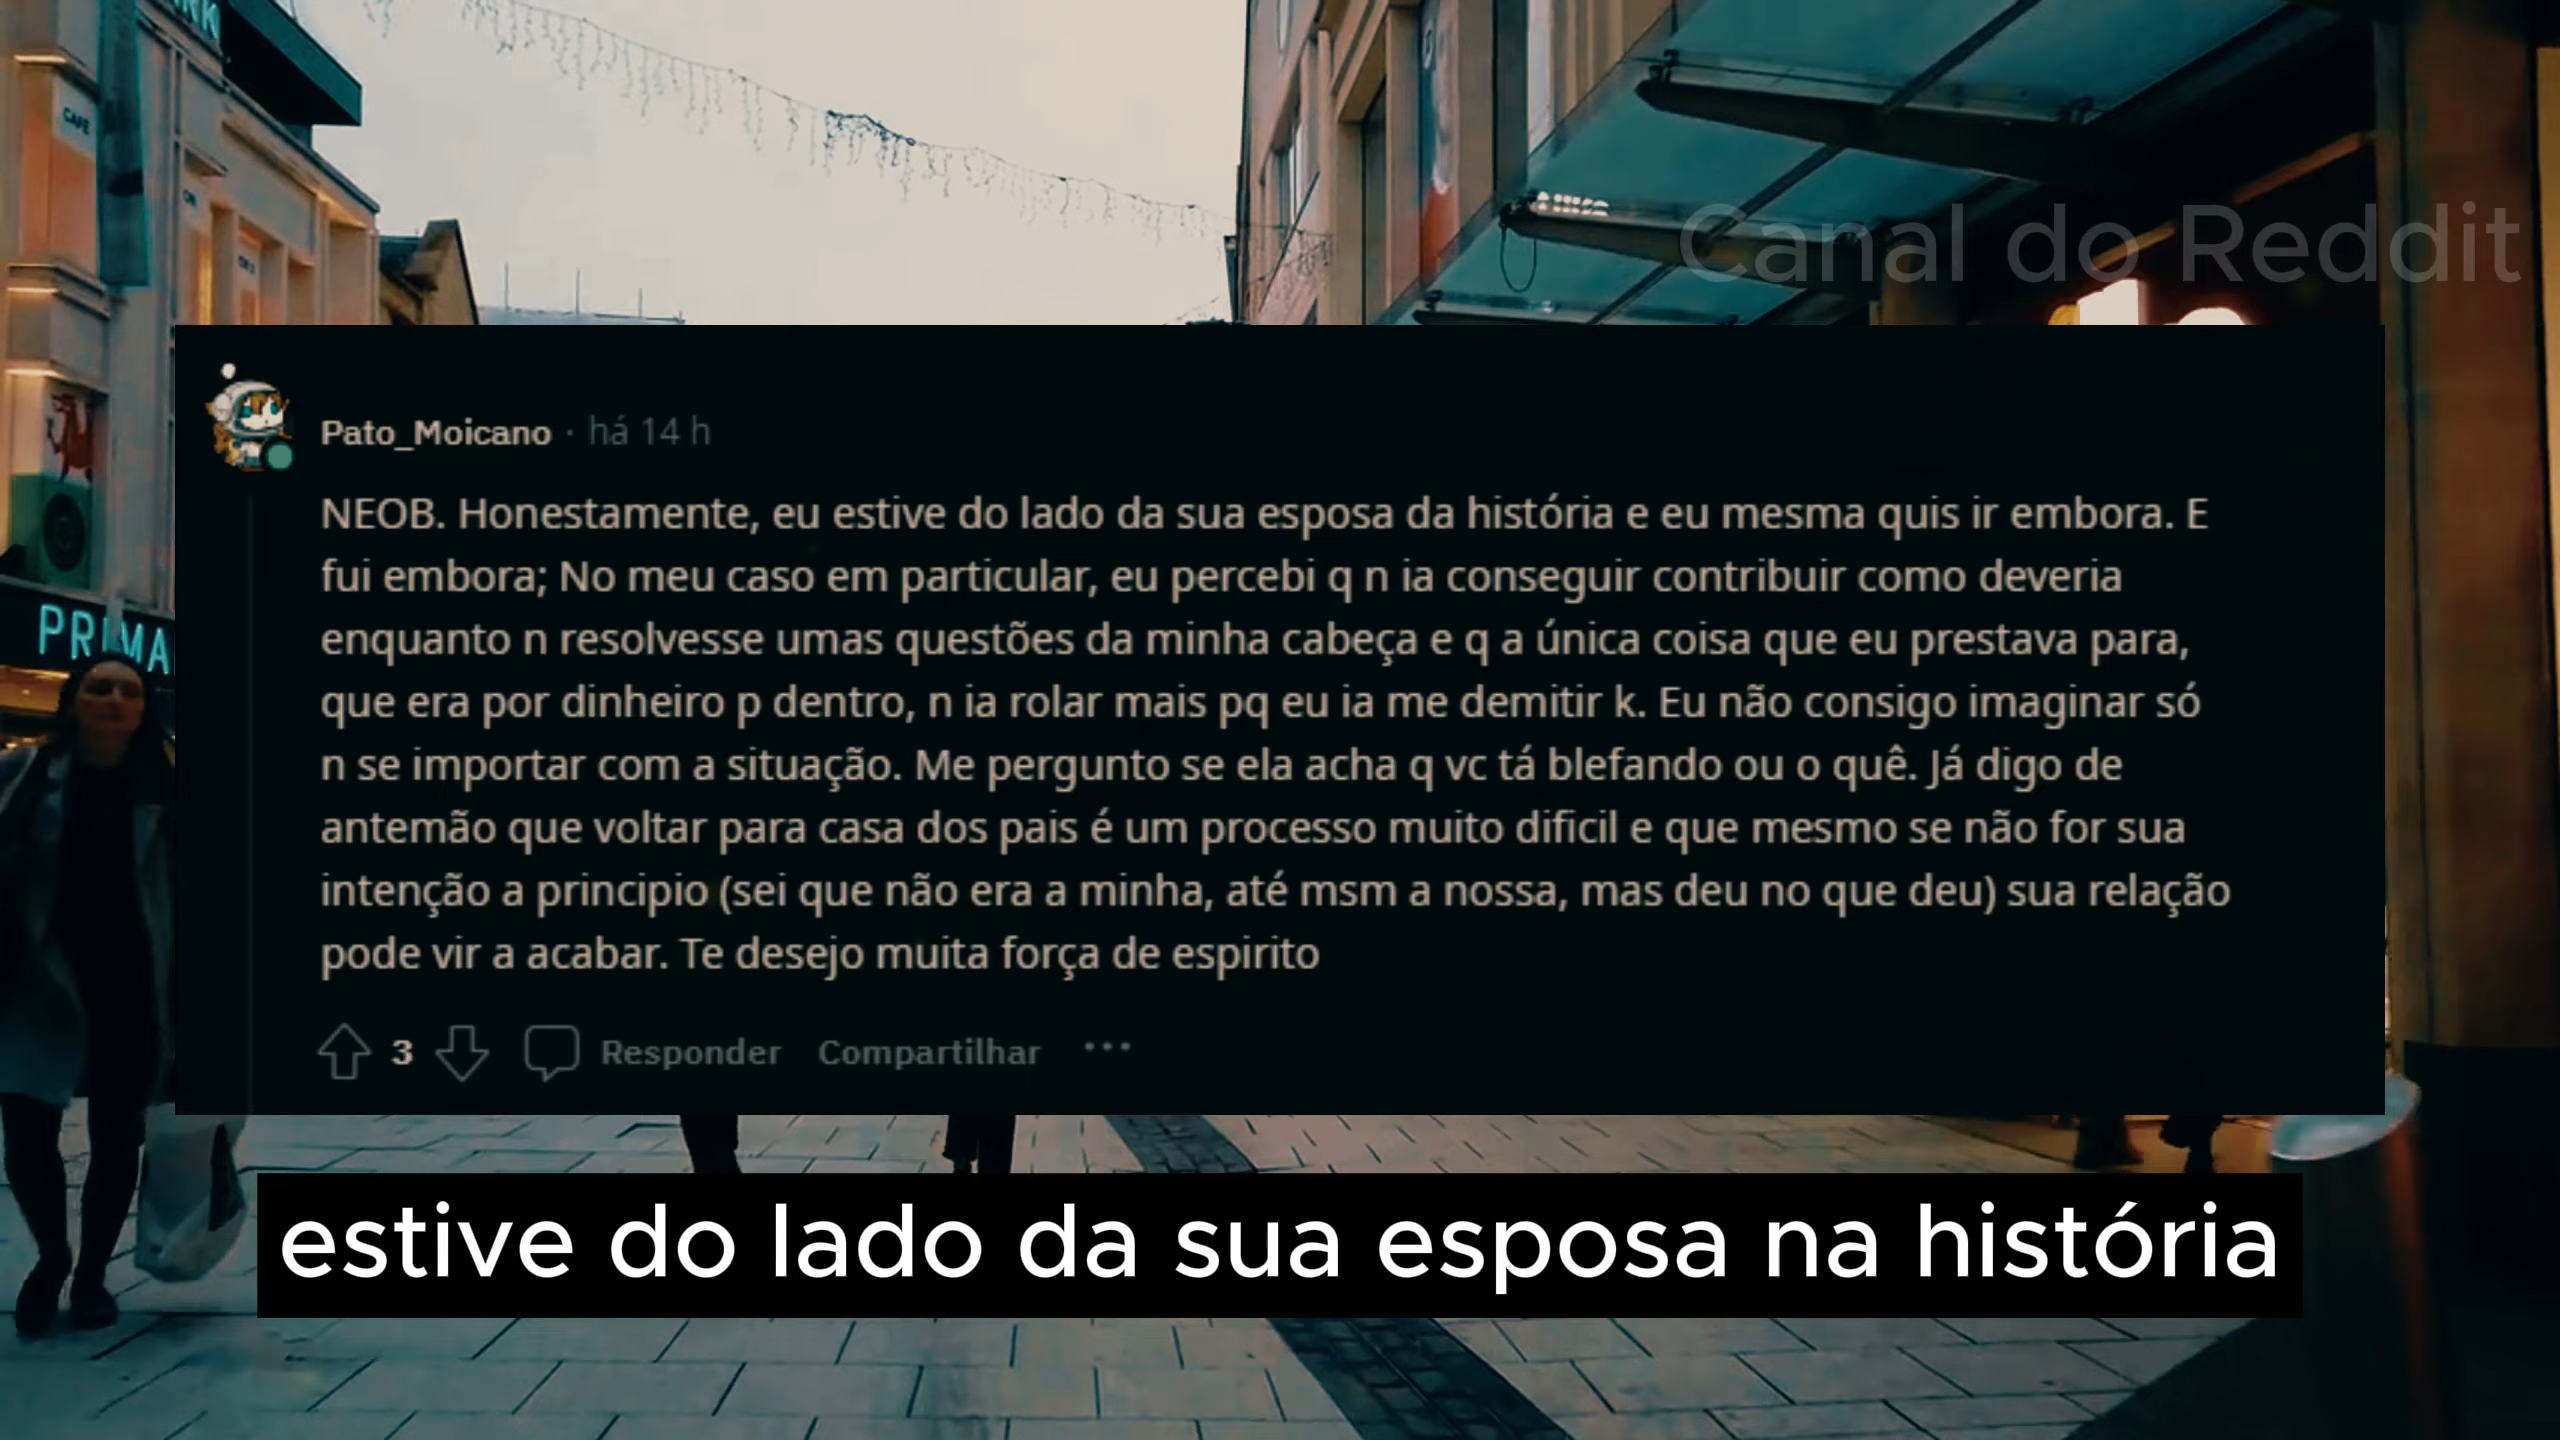 NK
CAFE
Canal do Reddit
PRIMA
Pato_Moicano · há 14 h
NEOB. Honestamente, eu estive do lado da sua esposa da história e eu mesma quis ir embora. E
fui embora; No meu caso em particular, eu percebi q n ia conseguir contribuir como deveria
enquanto n resolvesse umas questões da minha cabeça e q a única coisa que eu prestava para,
que era por dinheiro p dentro, n ia rolar mais pq eu ia me demitir k. Eu não consigo imaginar só
n se importar com a situação. Me pergunto se ela acha q vc tá blefando ou o quê. Já digo de
antemão que voltar para casa dos pais é um processo muito dificil e que mesmo se não for sua
intenção a principio (sei que não era a minha, até msm a nossa, mas deu no que deu) sua relação
pode vir a acabar. Te desejo muita força de espirito
3 Responder Compartilhar ...
estive do lado da sua esposa na história